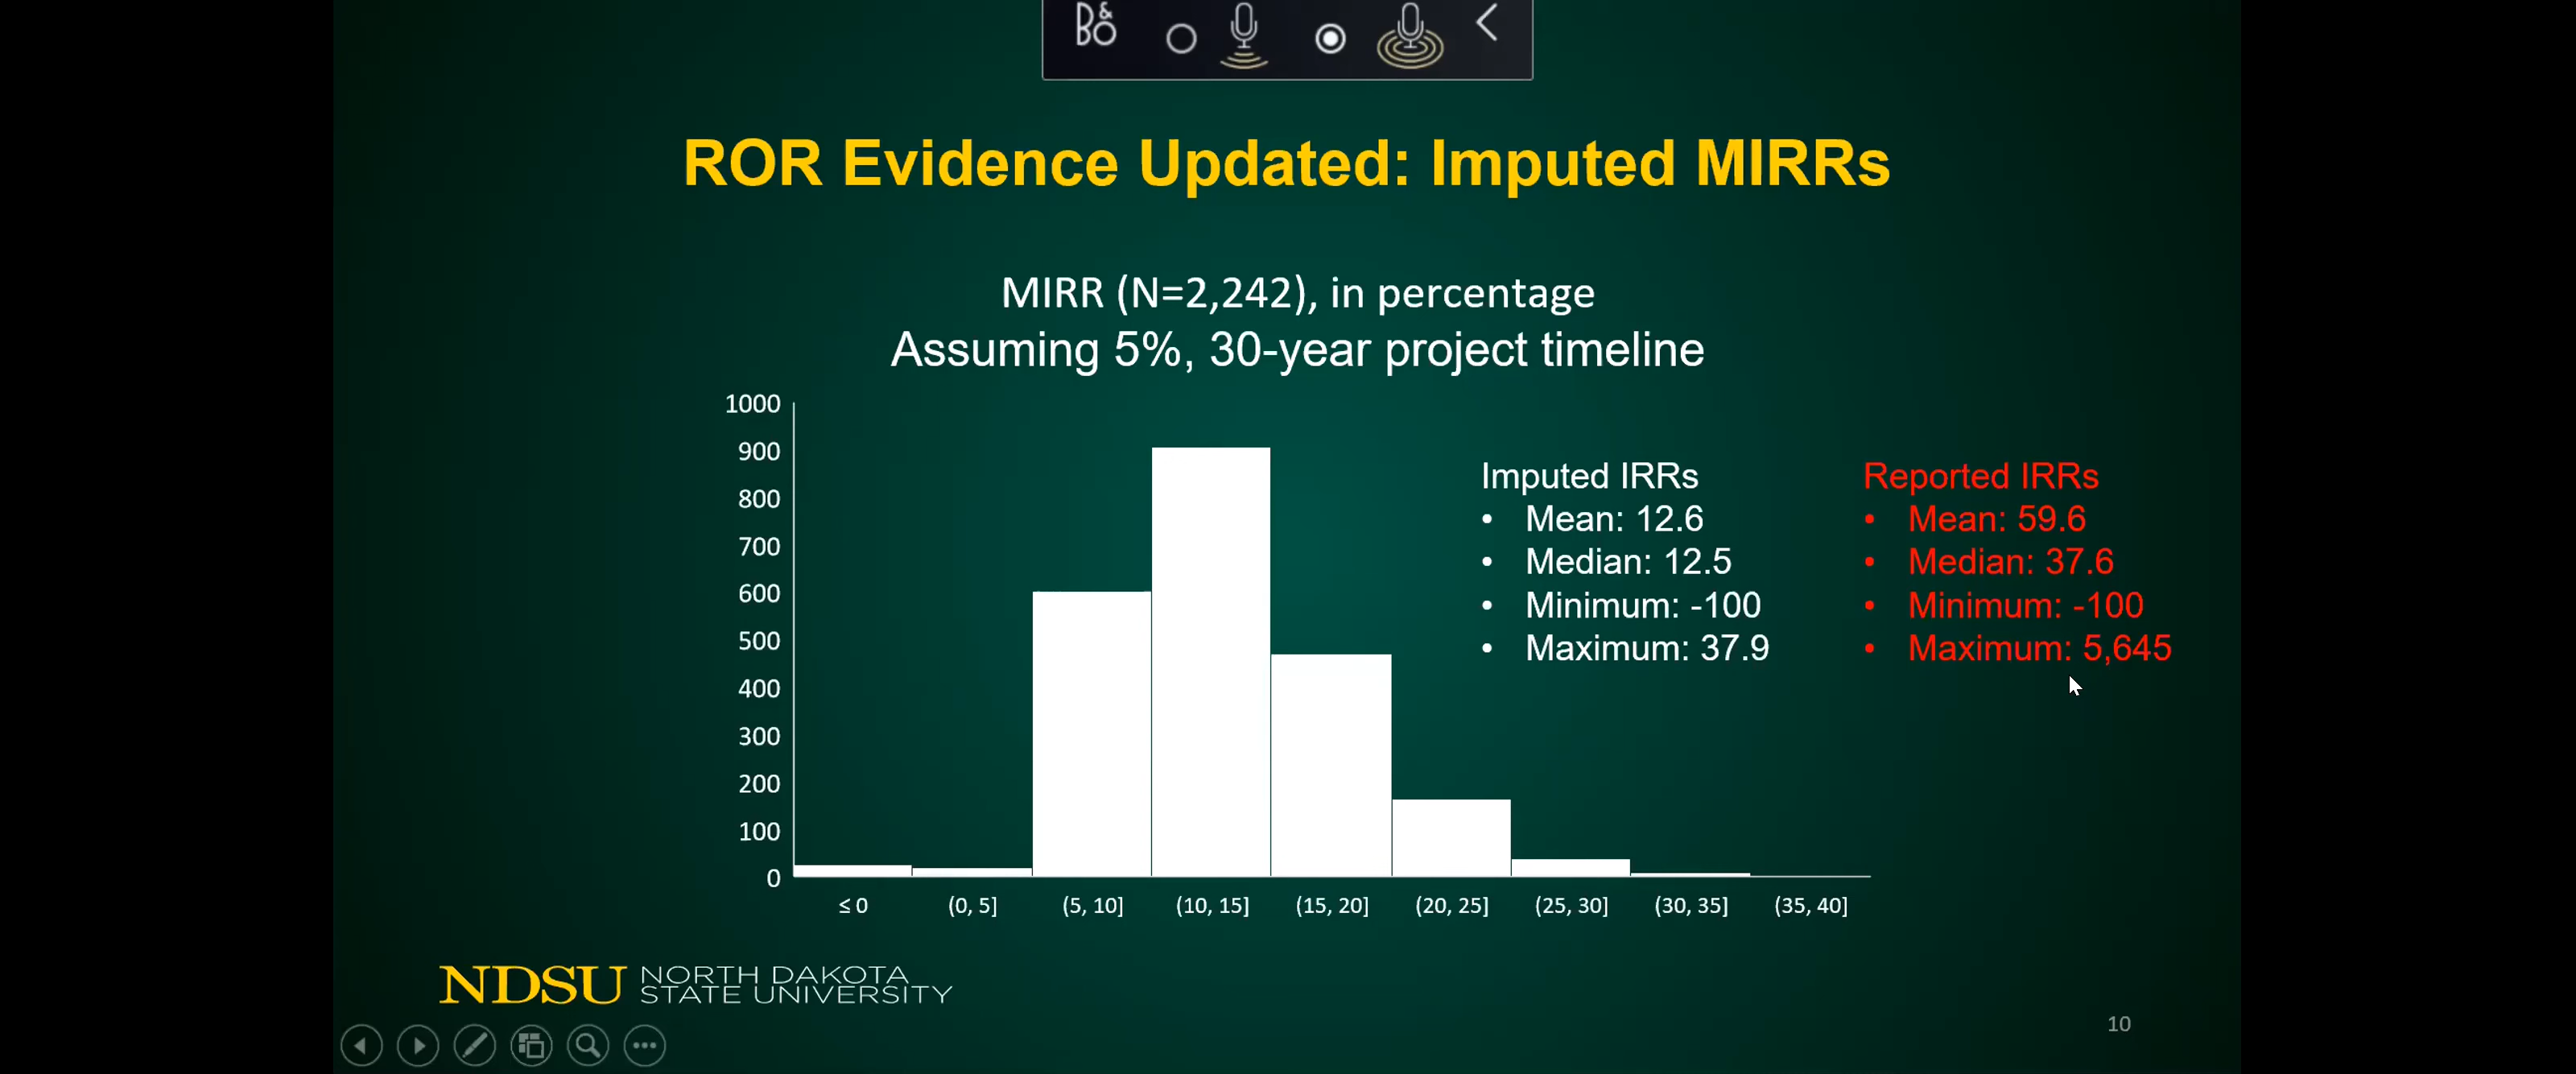 B&O
ROR Evidence Updated: Imputed MIRRs
MIRR (N=2,242), in percentage
Assuming 5%, 30-year project timeline
1000
900
800
700
600
500
400
300
200
100
0
≤ 0
(0, 5]
(5, 10]
(10, 15]
(15, 20]
(20, 25]
(25, 30]
(30, 35]
(35, 40]
Imputed IRRs
• Mean: 12.6
• Median: 12.5
• Minimum: -100
• Maximum: 37.9
Reported IRRs
• Mean: 59.6
• Median: 37.6
• Minimum: -100
• Maximum: 5,645
NDSU
NORTH DAKOTA
STATE UNIVERSITY
10